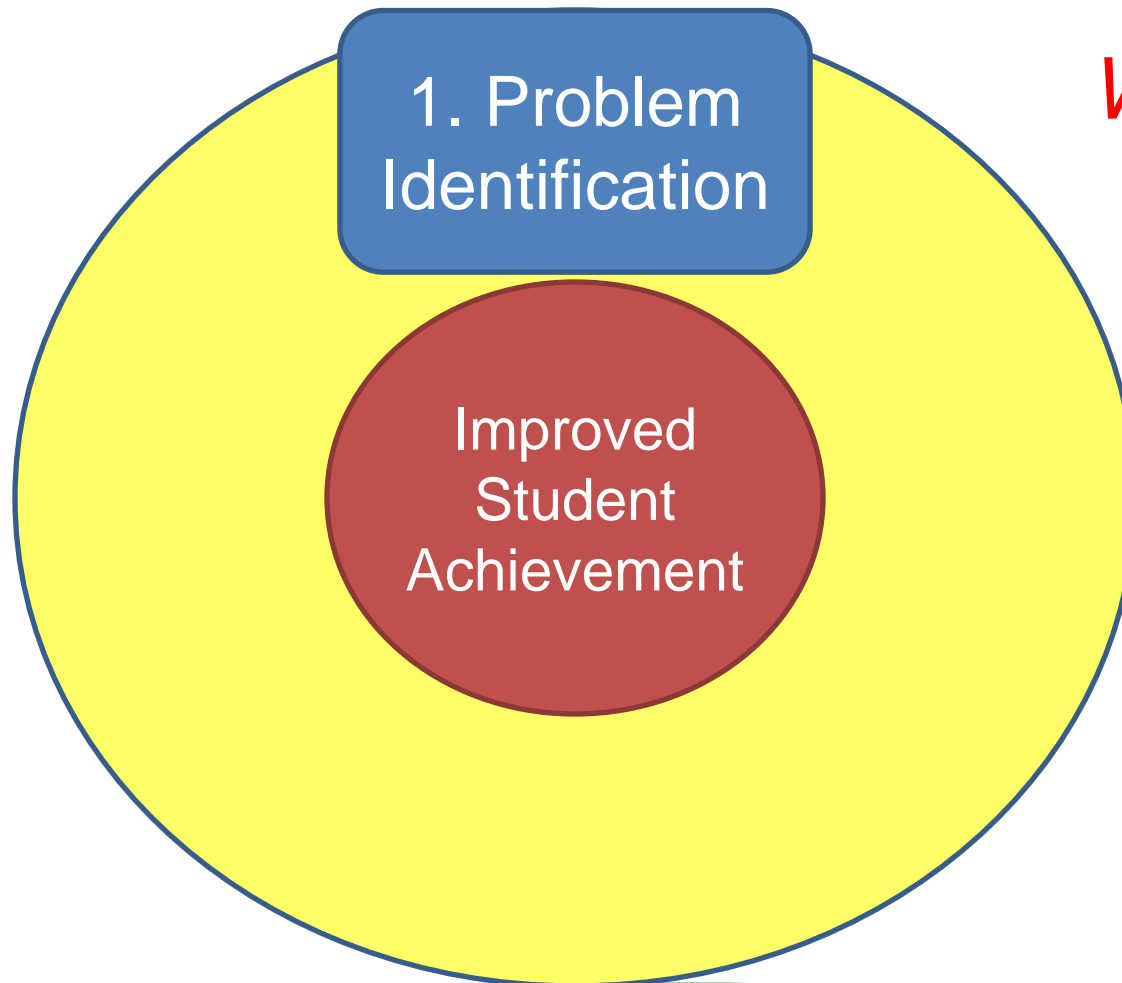 1. Problem
Identification
Improved
Student
Achievement